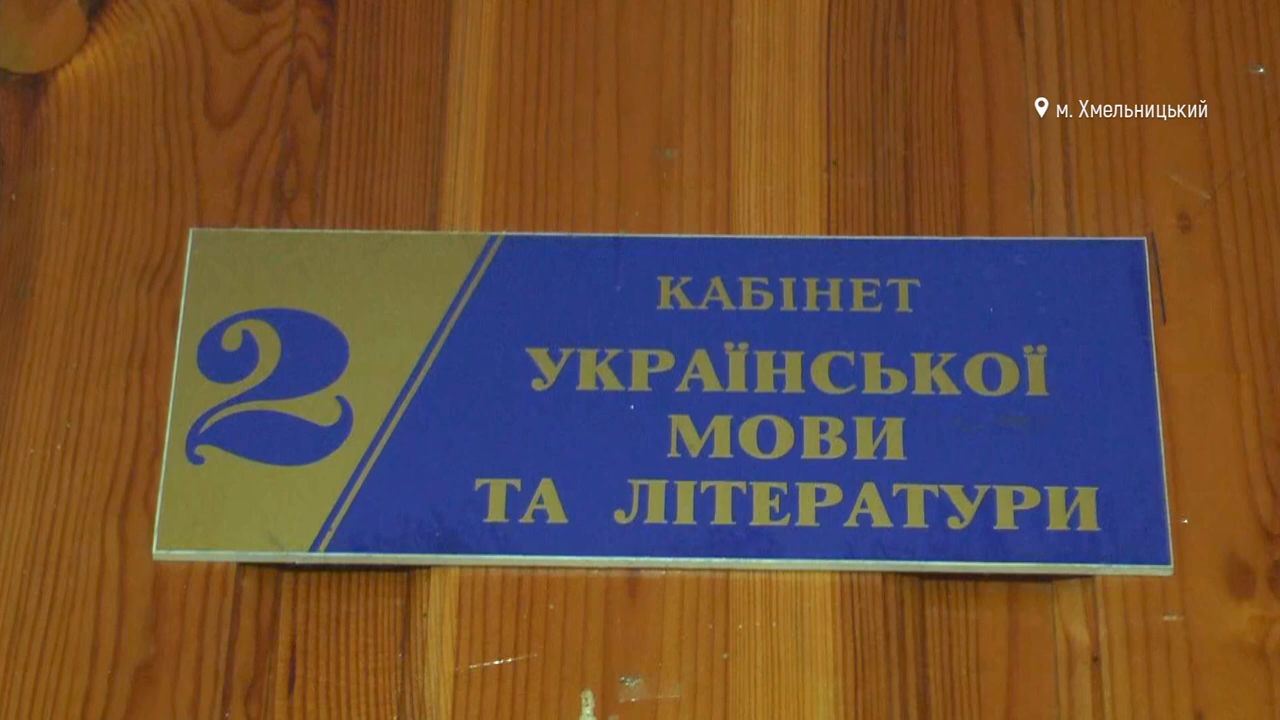 м. Хмельницький
2
КАБІНЕТ
УКРАЇНСЬКОЇ
МОВИ
ТА ЛІТЕРАТУРИ